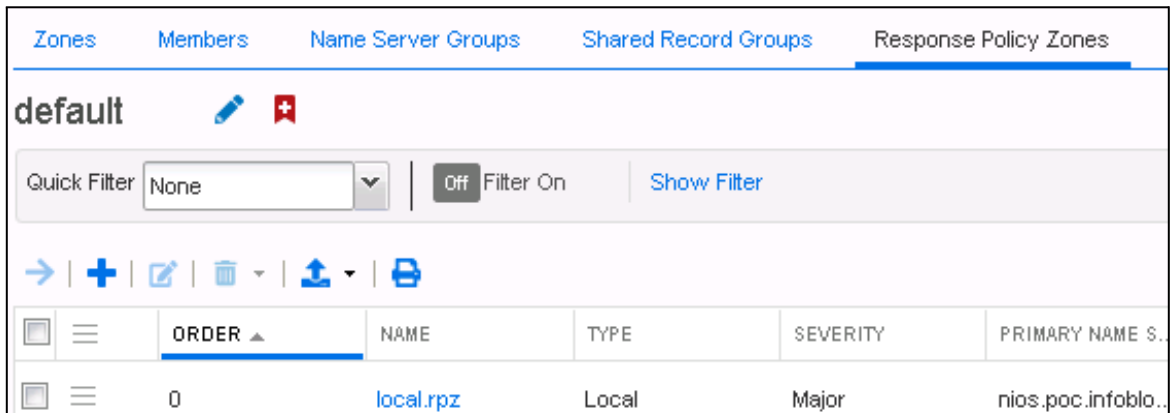 Zones Members Name Server Groups Shared Record Groups Response Policy Zones
default
Quick Filter None Off Filter On Show Filter
ORDER NAME TYPE SEVERITY PRIMARY NAME S...
0 local.rpz Local Major nios.poc.infoblo...